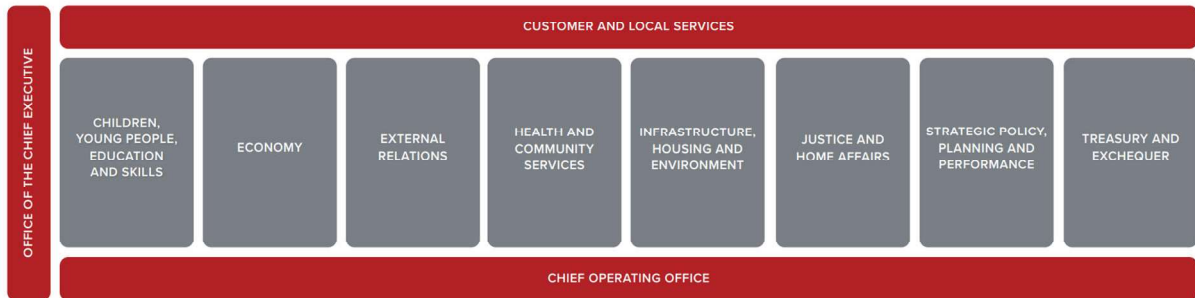 OFFICE OF THE CHIEF EXECUTIVE
CUSTOMER AND LOCAL SERVICES
CHILDREN,
YOUNG PEOPLE,
EDUCATION
AND SKILLS
ECONOMY
EXTERNAL
RELATIONS
HEALTH AND
COMMUNITY
SERVICES
INFRASTRUCTURE,
HOUSING AND
ENVIRONMENT
JUSTICE AND
HOME AFFAIRS
STRATEGIC POLICY,
PLANNING AND
PERFORMANCE
TREASURY AND
EXCHEQUER
CHIEF OPERATING OFFICE